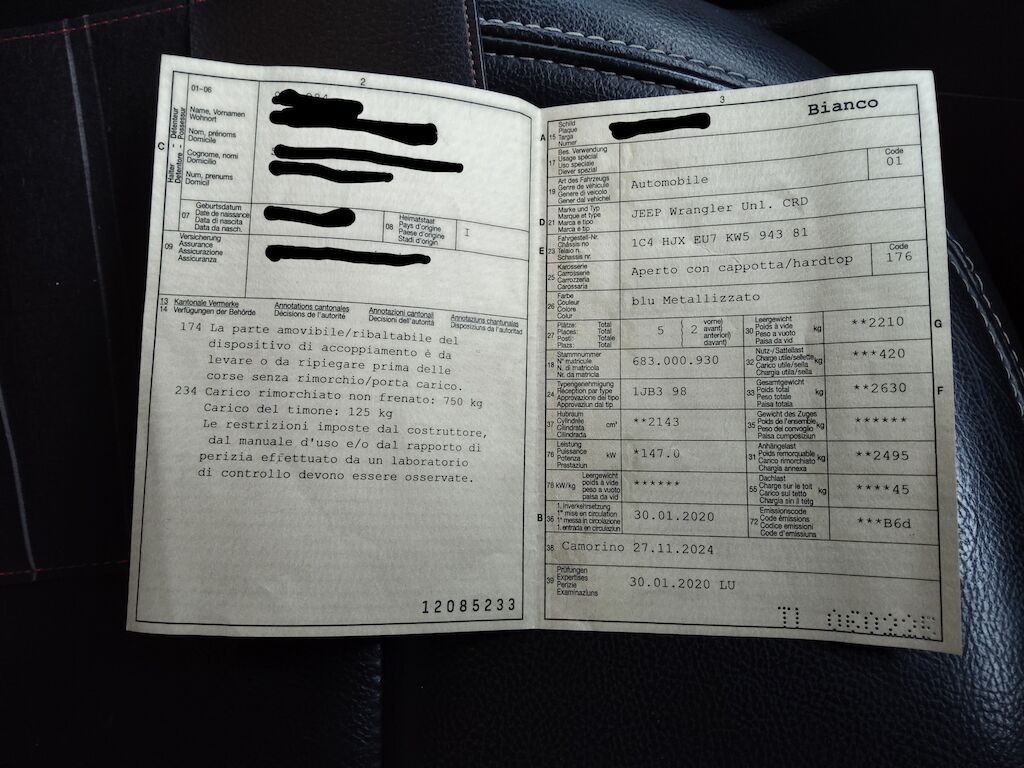 2
01-06
Name, Vornamen
Wohnort
Nom, prénoms
Domicile
Cognome, nomi
Domicilio
Num, prenums
Domicil
C
Halter - Détenteur
Detentore - Possessur
07
Geburtsdatum
Date de naissance
Data di nascita
Data da nasch.
08
Heimatstaat
Pays d'origine
Paese d'origine
Stadi d'origin
I
09
Versicherung
Assurance
Assicurazione
Assicuranza
13 Kantonale Vermerke
14 Verfügungen der Behörde
Annotations cantonales
Décisions de l'autorité
Annotazioni cantonali
Decisioni dell'autorità
Annotaziuns chantunalas
Disposiziuns da l'autoritad
174 La parte amovibile/ribaltabile del
dispositivo di accoppiamento è da
levare o da ripiegare prima delle
corse senza rimorchio/porta carico.
234 Carico rimorchiato non frenato: 750 kg
Carico del timone: 125 kg
Le restrizioni imposte dal costruttore,
dal manuale d'uso e/o dal rapporto di
perizia effettuato da un laboratorio
di controllo devono essere osservate.
12085233
3
Bianco
A 15
Schild
Plaque
Targa
Numer
17
Bes. Verwendung
Usage spécial
Uso speciale
Diever spezial
Code
01
19
Art des Fahrzeugs
Genre de véhicule
Genere di veicolo
Gener dal vehichel
Automobile
D 21
Marke und Typ
Marque et type
Marca e tipo
Marca e tip
JEEP Wrangler Unl. CRD
E 23
Fahrgestell-Nr.
Châssis no
Telaio n.
Schassis nr.
1C4 HJX EU7 KW5 943 81
25
Karosserie
Carrosserie
Carrozzeria
Carossaria
Aperto con cappotta/hardtop
Code
176
26
Farbe
Couleur
Colore
Colur
blu Metallizzato
27
Plätze: Total
Places: Total
Posti: Totale
Plazs: Total
5
2
vorne)
avant)
anteriori)
davant)
30
Leergewicht
Poids à vide
Peso a vuoto
Paisa da vid
kg
**2210
G
18
Stammnummer
N° matricule
N. di matricola
Nr. da matricla
683.000.930
32
Nutz-/Sattellast
Charge utile/sellette
Carico utile/sella
Chargia utila/sella
kg
***420
24
Typengenehmigung
Réception par type
Approvazione del tipo
Approvaziun dal tip
1JB3 98
33
Gesamtgewicht
Poids total
Peso totale
Paisa totala
kg
**2630
F
37
Hubraum
Cylindrée
Cilindrata
Cilindrada
cm³
**2143
35
Gewicht des Zuges
Poids de l'ensemble
Peso del convoglio
Paisa cumposiziun
kg
******
76
Leistung
Puissance
Potenza
Prestaziun
kW
*147.0
31
Anhängelast
Poids remorquable
Carico rimorchiato
Chargia annexa
kg
**2495
78 kW/kg
Leergewicht
poids à vide
peso a vuoto
paisa da vid
******
55
Dachlast
Charge sur le toit
Carico sul tetto
Chargia sin il tetg
kg
****45
B 36
1. Inverkehrsetzung
1re mise en circulation
1a messa in circolazione
1. entrada en circulaziun
30.01.2020
72
Emissionscode
Code émissions
Codice emissioni
Code d'emissiuns
***B6d
38
Camorino 27.11.2024
39
Prüfungen
Expertises
Perizie
Examinaziuns
30.01.2020 LU